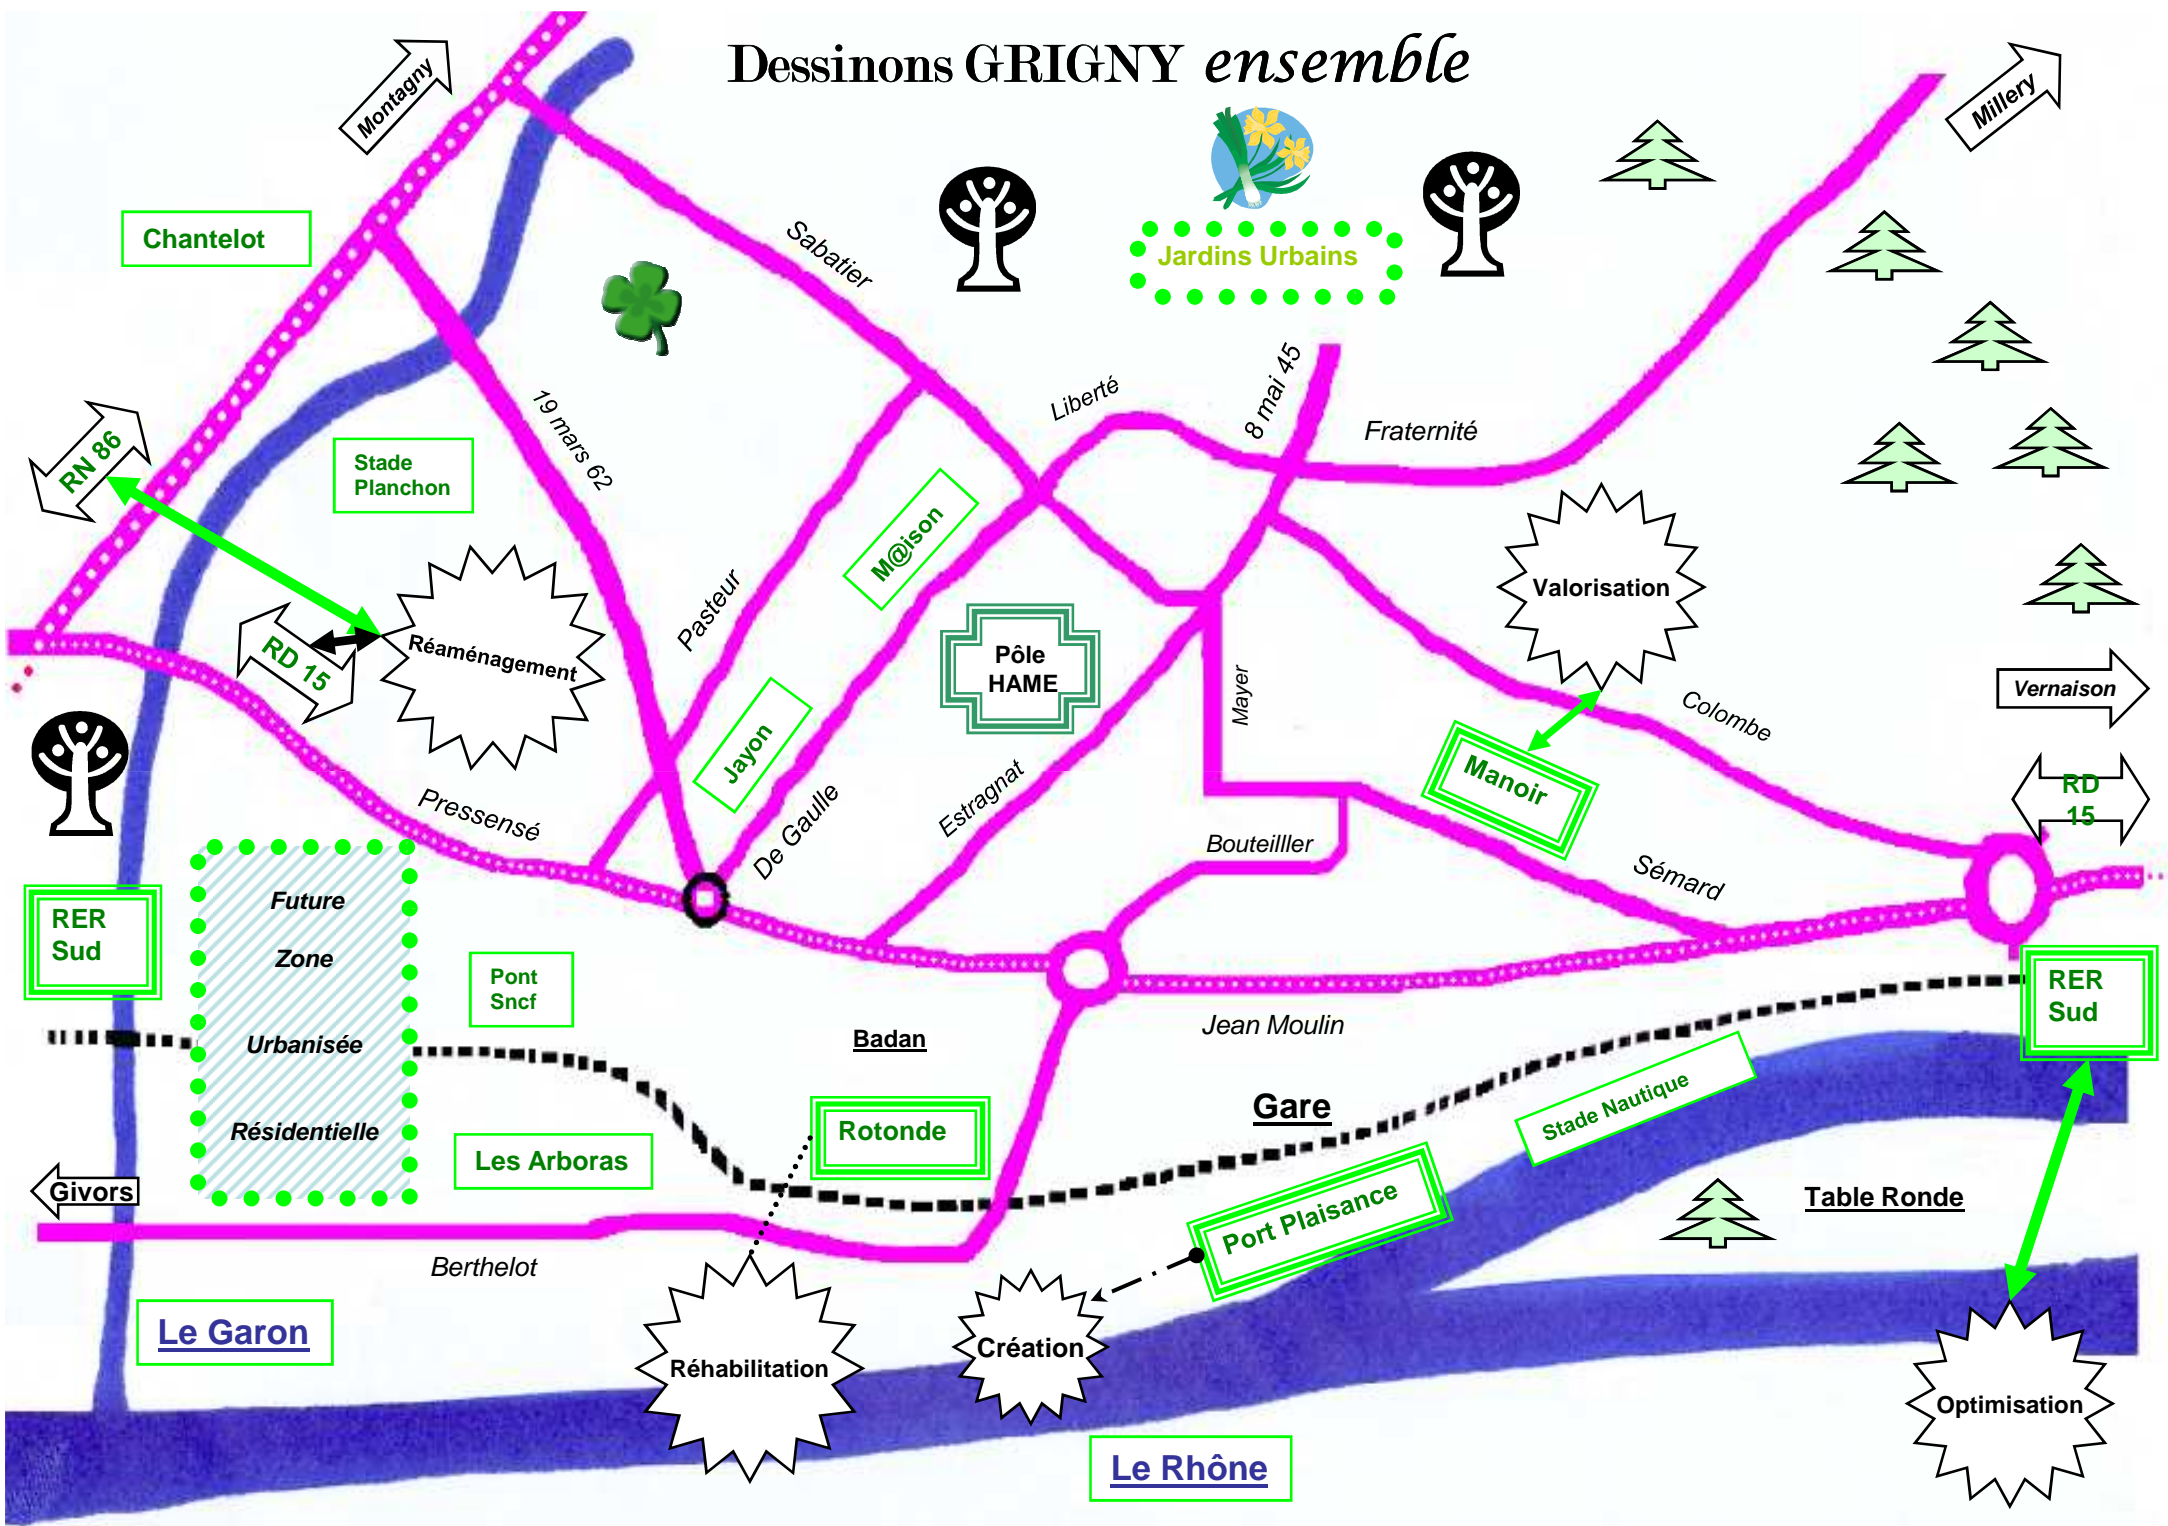 Dessinons GRIGNY ensemble
Montagny
Millery
Chantelot
Sabatier
Jardins Urbains
RN 86
Stade
Planchon
19 mars 62
Liberté
8 mai 45
Fraternité
M@ison
Valorisation
RD 15
Réaménagement
Pasteur
Pôle
HAME
Mayer
Colombe
Vernaison
Jayon
Manoir
RD
15
Pressensé
De Gaulle
Estragnat
Bouteilller
Sémard
RER
Sud
Future
Zone
Urbanisée
Résidentielle
Pont
Sncf
Badan
Jean Moulin
RER
Sud
Gare
Stade Nautique
Rotonde
Les Arboras
Givors
Port Plaisance
Table Ronde
Berthelot
Le Garon
Réhabilitation
Création
Optimisation
Le Rhône